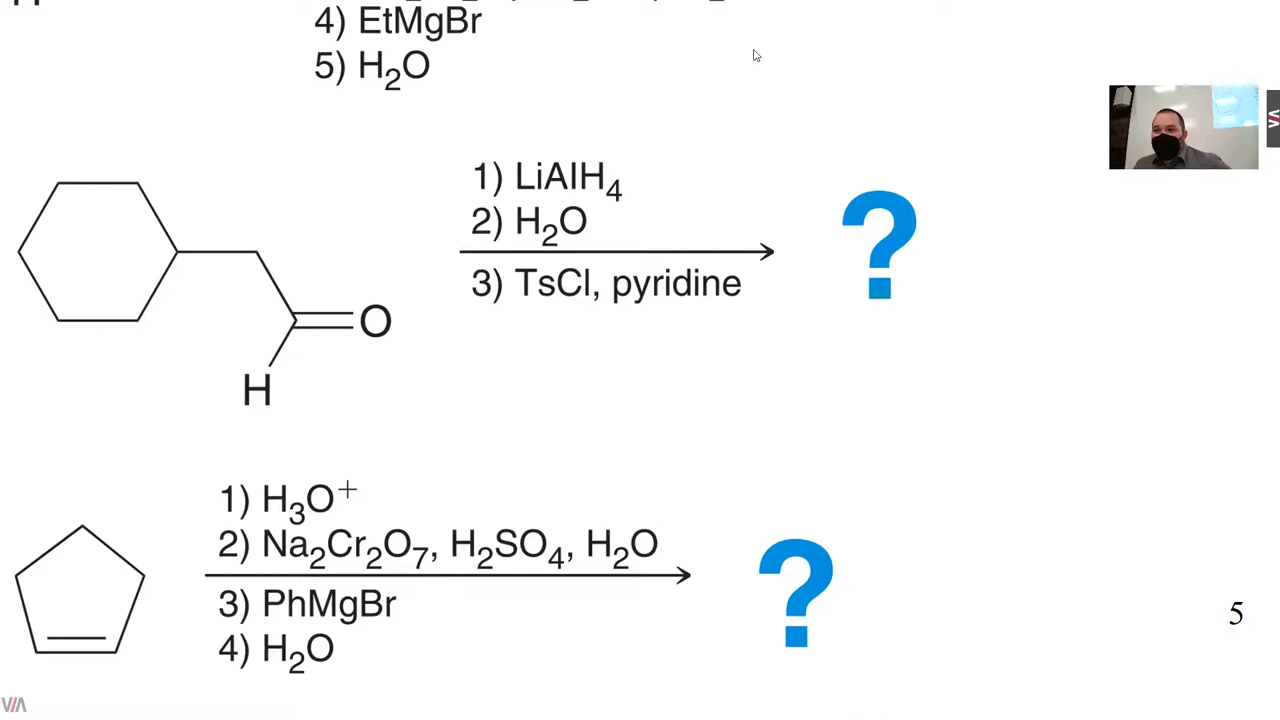 4) EtMgBr
5) H₂O
1) LiAlH₄
2) H₂O
3) TsCl, pyridine
?
O
H
1) H₃O⁺
2) Na₂Cr₂O₇, H₂SO₄, H₂O
3) PhMgBr
4) H₂O
?
5
VIA